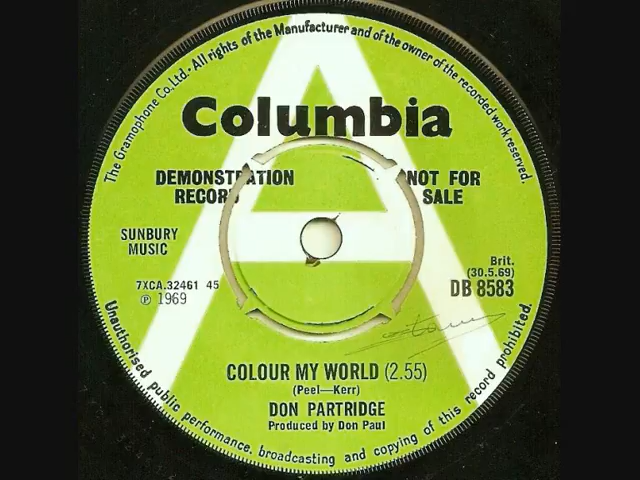 The Gramophone Co., Ltd. · All rights of the Manufacturer and of the owner of the recorded work reserved.
Columbia
DEMONSTRATION
RECORD
NOT FOR
SALE
SUNBURY
MUSIC
7XCA.32461 45
Ⓟ 1969
Brit.
(30.5.69)
DB 8583
COLOUR MY WORLD (2.55)
(Peel—Kerr)
DON PARTRIDGE
Produced by Don Paul
Unauthorised public performance, broadcasting and copying of this record prohibited.